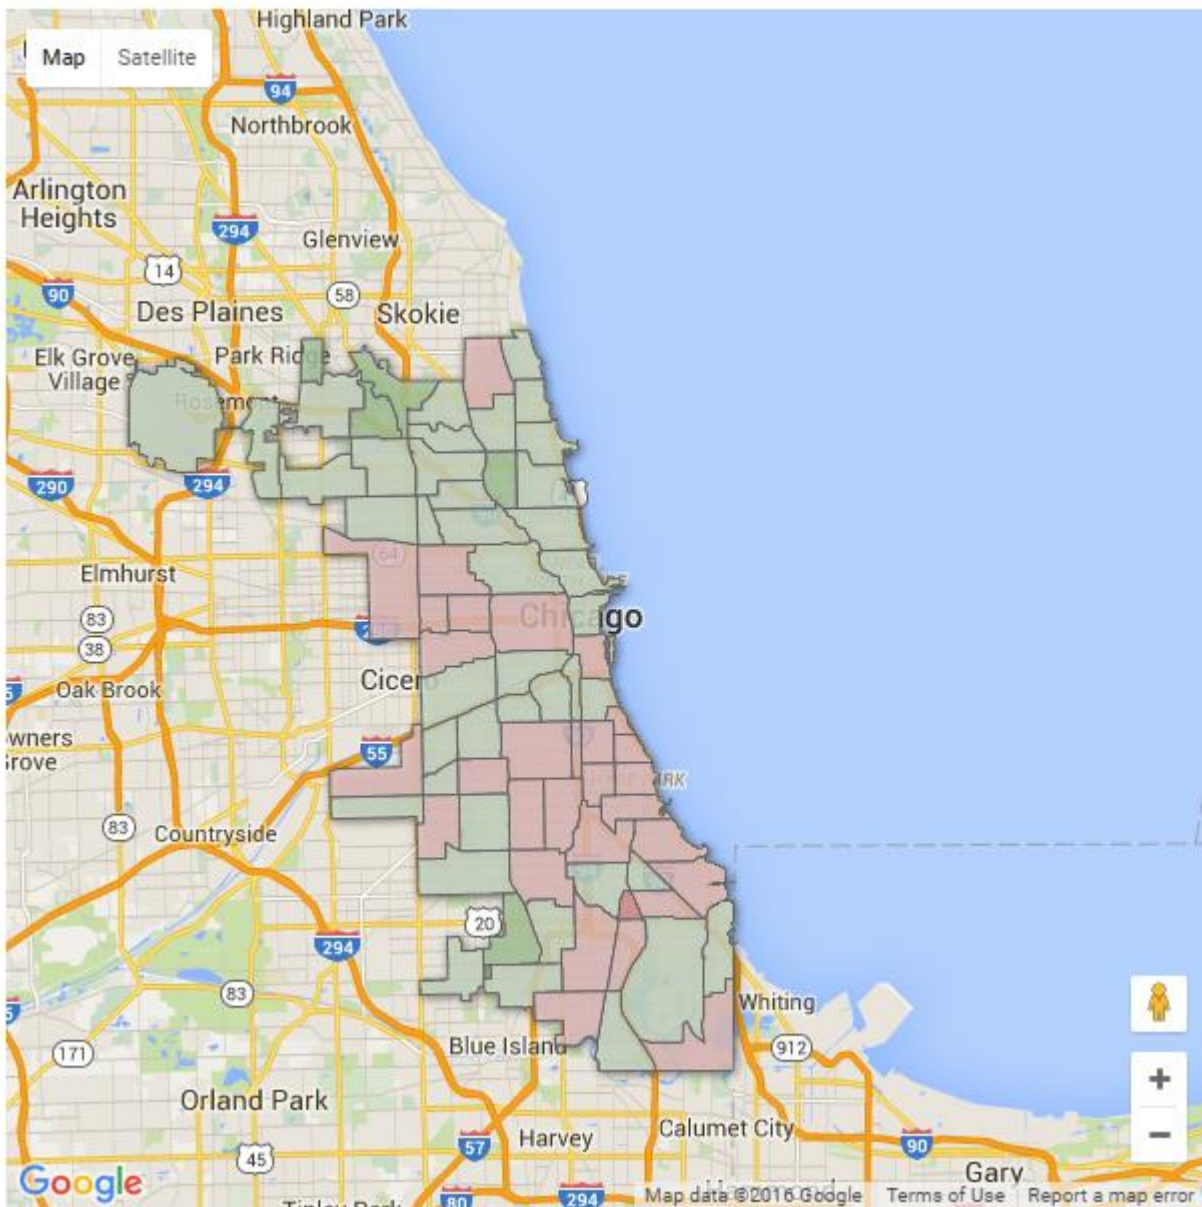 Highland Park
Map
Satellite
94
Northbrook
Arlington
Heights
294
Glenview
14
90
58
Des Plaines
Skokie
Elk Grove
Village
Park Ridge
Rosemont
290
294
64
Elmhurst
83
Chicago
38
Cicero
Oak Brook
55
83
Countryside
20
294
83
Whiting
Blue Island
912
171
Orland Park
Calumet City
57
Harvey
90
45
Gary
Google
80
294
Hammond
Map data ©2016 Google
Terms of Use
Report a map error